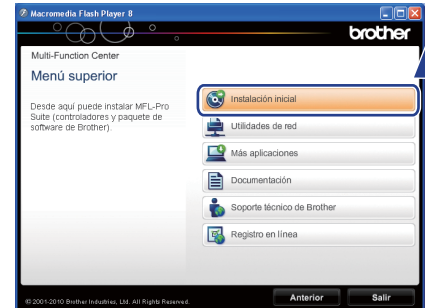 Macromedia Flash Player 8
brother
Multi-Function Center
Menú superior
Desde aquí puede instalar MFL-Pro
Suite (controladores y paquete de
software de Brother).
Instalación inicial
Utilidades de red
Más aplicaciones
Documentación
Soporte técnico de Brother
Registro en línea
© 2001-2010 Brother Industries, Ltd. All Rights Reserved.
Anterior
Salir